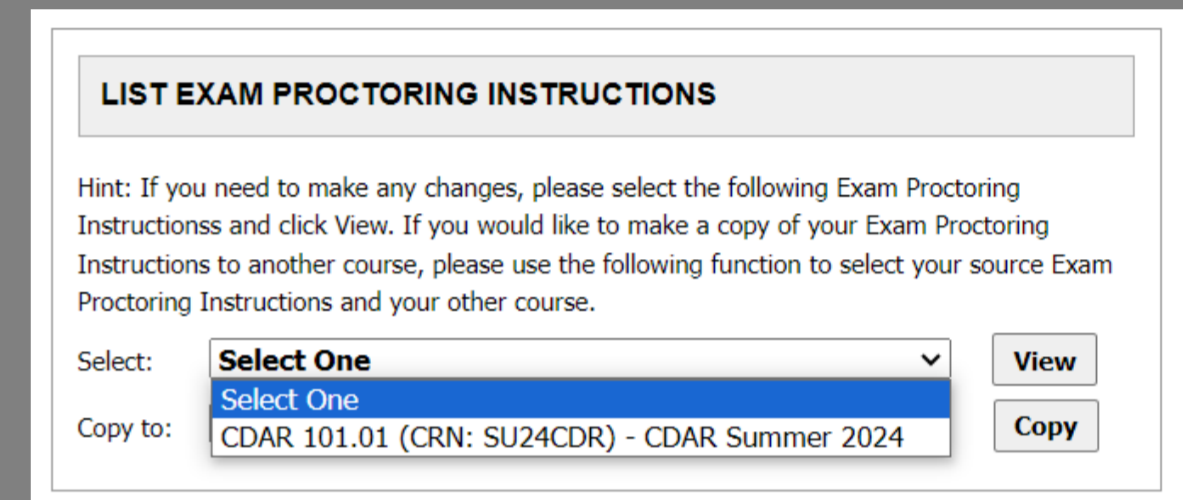 LIST EXAM PROCTORING INSTRUCTIONS
Hint: If you need to make any changes, please select the following Exam Proctoring
Instructionss and click View. If you would like to make a copy of your Exam Proctoring
Instructions to another course, please use the following function to select your source Exam
Proctoring Instructions and your other course.
Select: Select One View
Select One
Copy to: Copy
CDAR 101.01 (CRN: SU24CDR) - CDAR Summer 2024